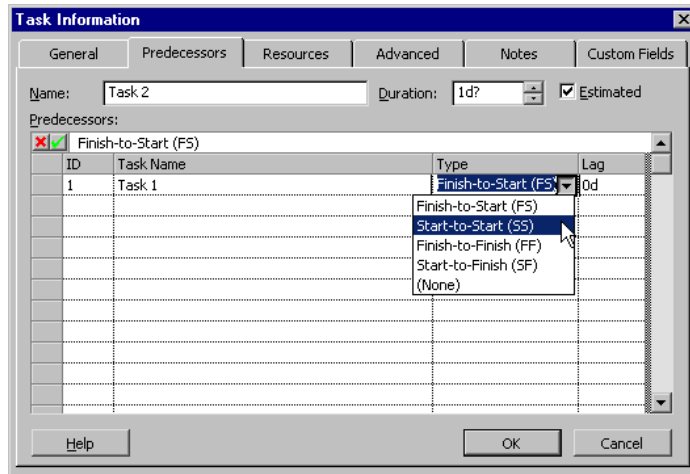 Task Information
General Predecessors Resources Advanced Notes Custom Fields
Name: Task 2 Duration: 1d? Estimated
Predecessors:
Finish-to-Start (FS)
ID Task Name Type Lag
1 Task 1 Finish-to-Start (FS) 0d
Finish-to-Start (FS)
Start-to-Start (SS)
Finish-to-Finish (FF)
Start-to-Finish (SF)
(None)
Help OK Cancel